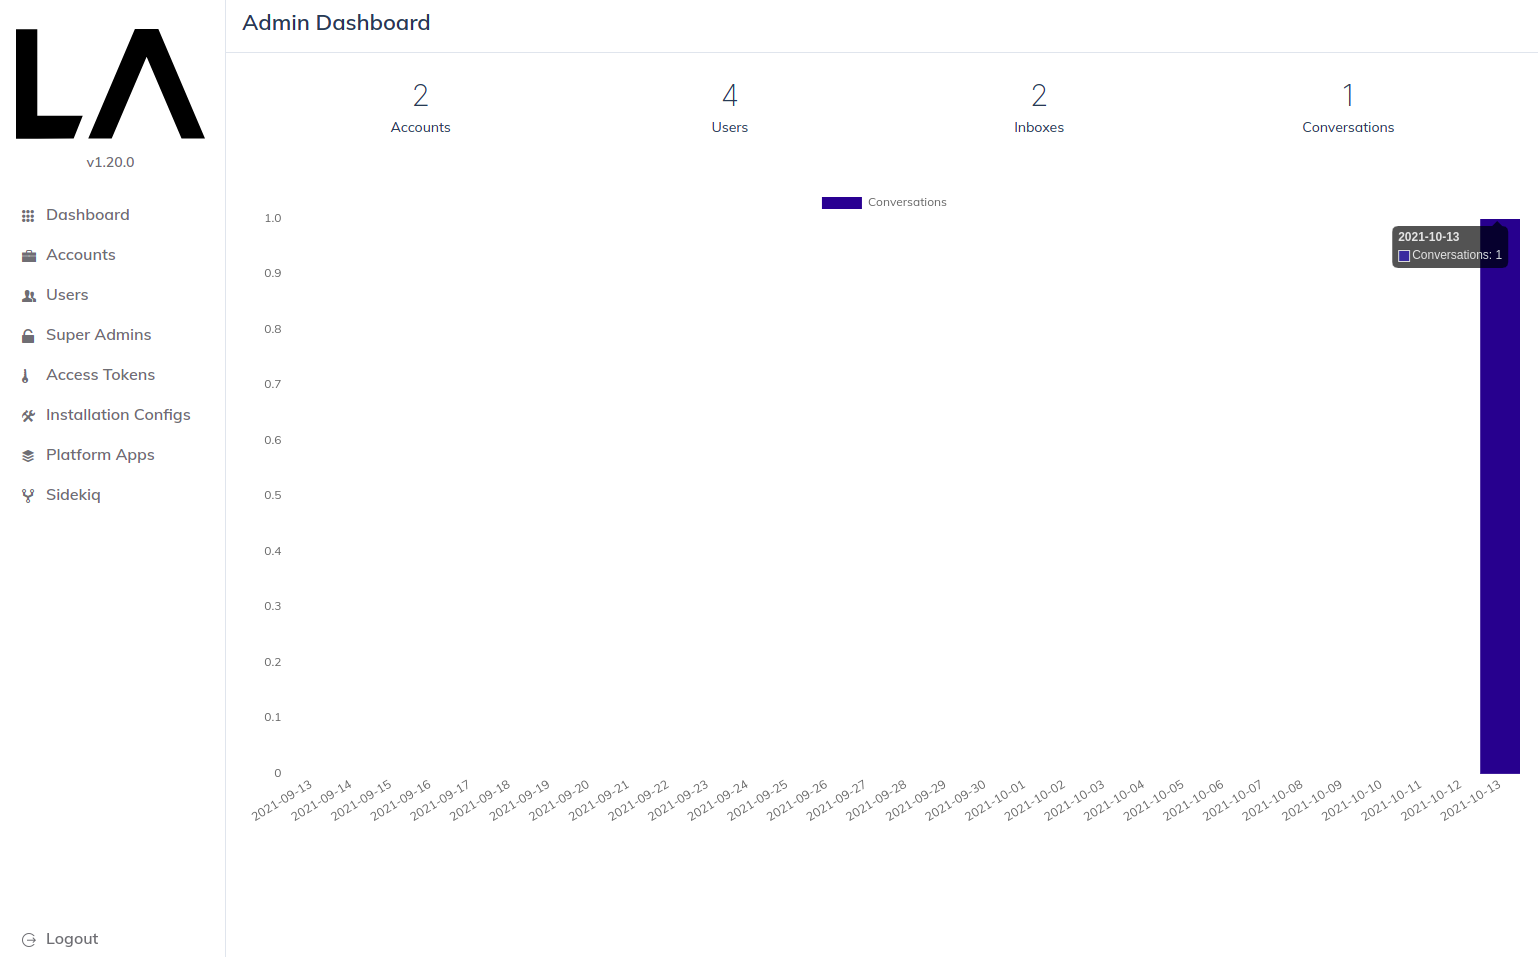 LA
v1.20.0
Dashboard
Accounts
Users
Super Admins
Access Tokens
Installation Configs
Platform Apps
Sidekiq
Logout
Admin Dashboard
2
Accounts
4
Users
2
Inboxes
1
Conversations
Conversations
1.0
0.9
0.8
0.7
0.6
0.5
0.4
0.3
0.2
0.1
0
2021-10-13
Conversations: 1
2021-09-13
2021-09-14
2021-09-15
2021-09-16
2021-09-17
2021-09-18
2021-09-19
2021-09-20
2021-09-21
2021-09-22
2021-09-23
2021-09-24
2021-09-25
2021-09-26
2021-09-27
2021-09-28
2021-09-29
2021-09-30
2021-10-01
2021-10-02
2021-10-03
2021-10-04
2021-10-05
2021-10-06
2021-10-07
2021-10-08
2021-10-09
2021-10-10
2021-10-11
2021-10-12
2021-10-13